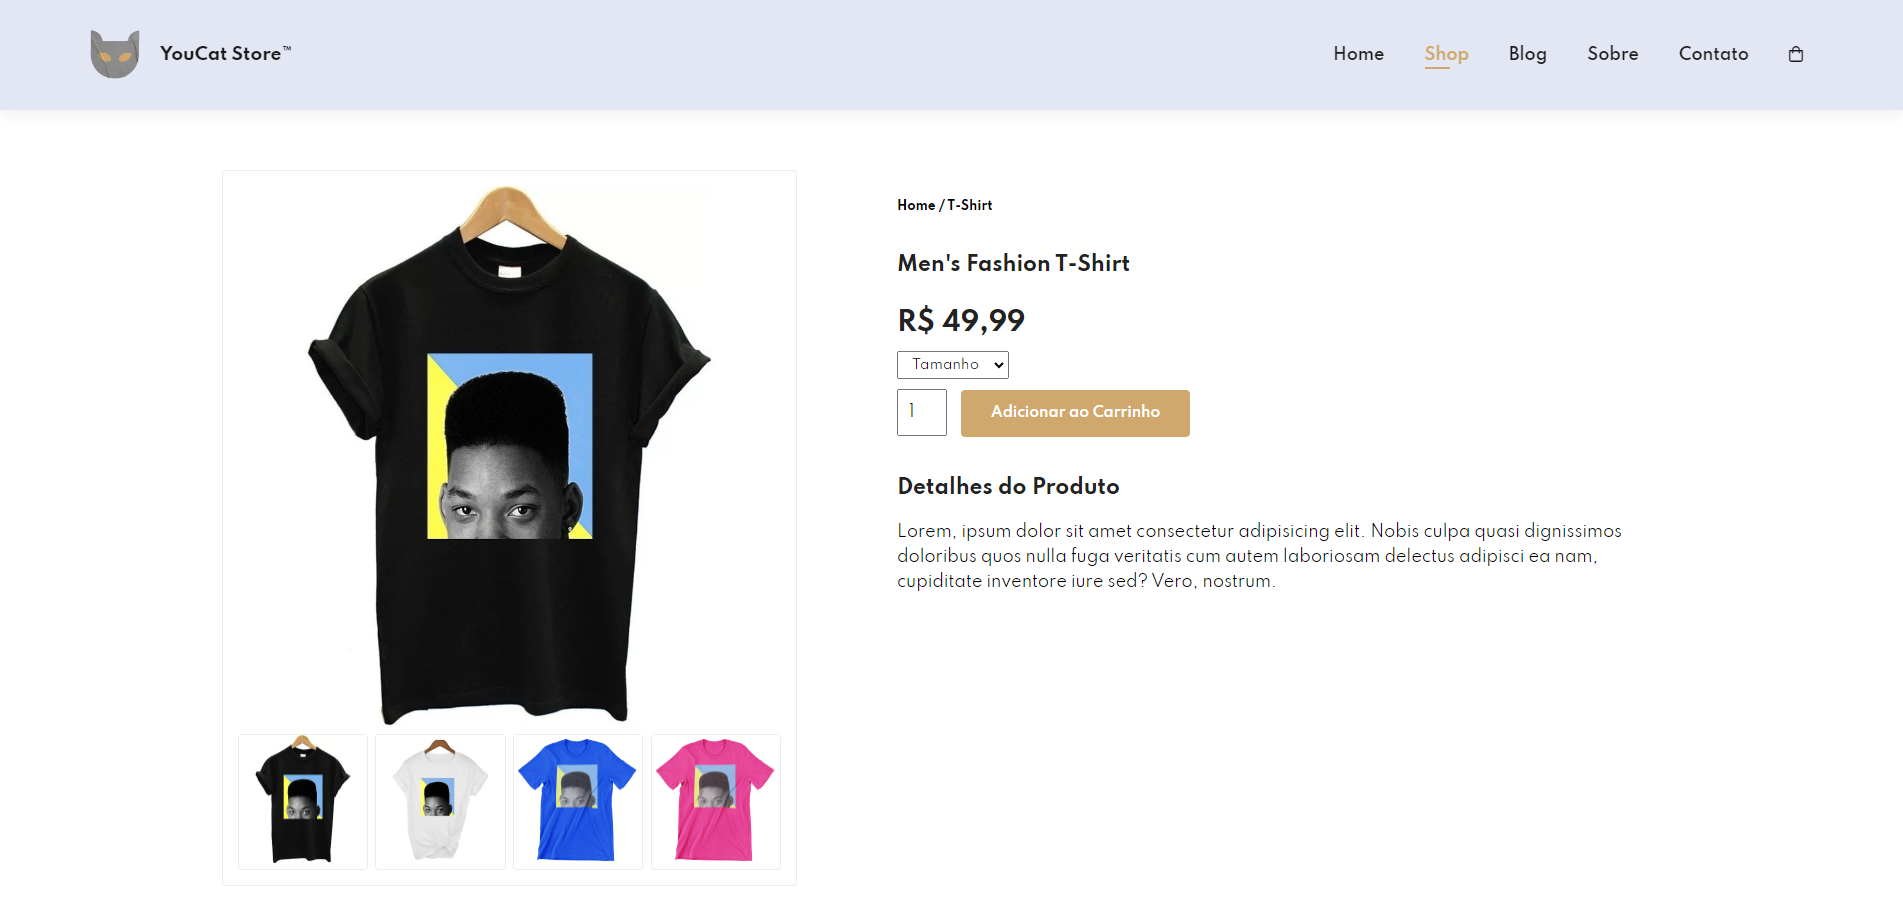 YouCat Store™
Home Shop Blog Sobre Contato
Home / T-Shirt
Men's Fashion T-Shirt
R$ 49,99
Tamanho
1 Adicionar ao Carrinho
Detalhes do Produto
Lorem, ipsum dolor sit amet consectetur adipisicing elit. Nobis culpa quasi dignissimos
doloribus quos nulla fuga veritatis cum autem laboriosam delectus adipisci ea nam,
cupiditate inventore iure sed? Vero, nostrum.